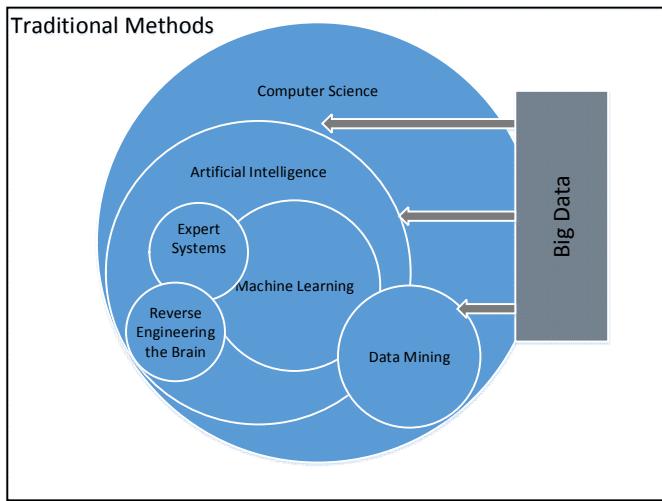 Traditional Methods
Computer Science
Artificial Intelligence
Expert
Systems
Machine Learning
Reverse
Engineering
the Brain
Data Mining
Big Data